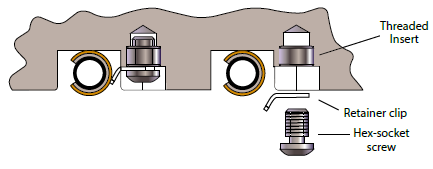 Threaded
Insert
Retainer clip
Hex-socket
screw